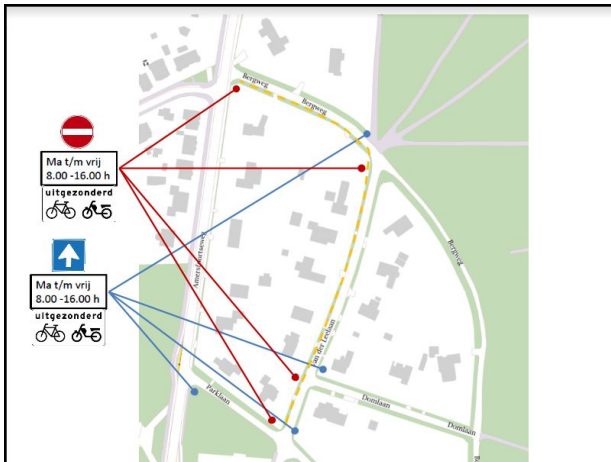 Bergweg
Bergweg
Ma t/m vrij
8.00 -16.00 h
uitgezonderd
Bergweg
Amersfoortseweg
Ma t/m vrij
8.00 -16.00 h
uitgezonderd
van der Leelaan
Parklaan
Domlaan
Domlaan